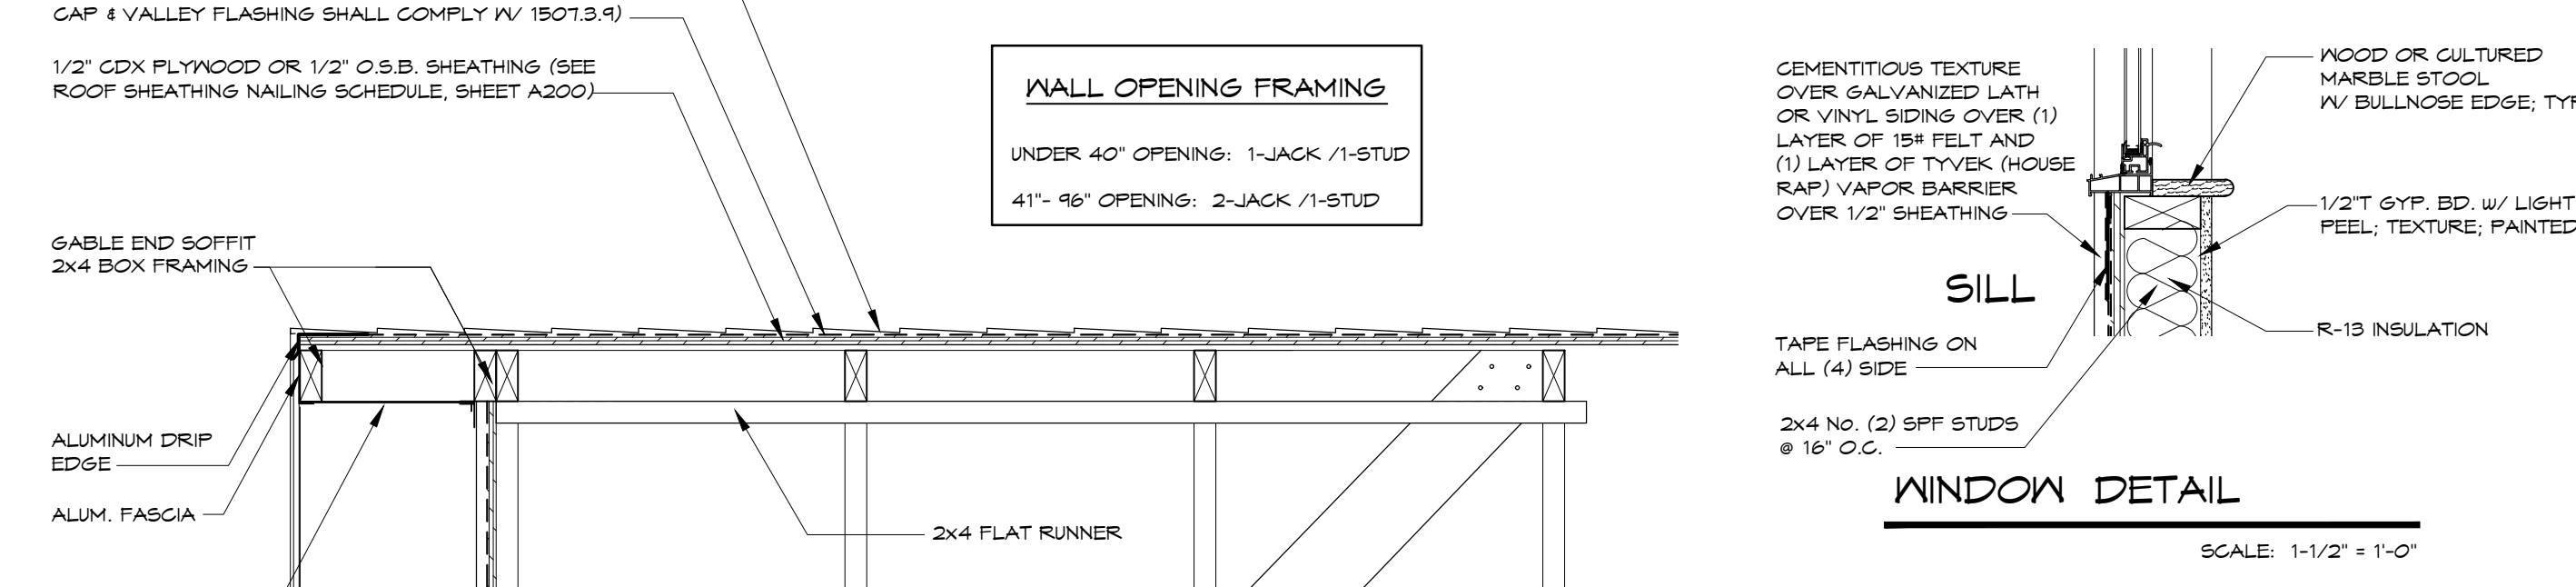 CAP & VALLEY FLASHING SHALL COMPLY W/ 1507.3.9)
1/2" CDX PLYWOOD OR 1/2" O.S.B. SHEATHING (SEE
ROOF SHEATHING NAILING SCHEDULE, SHEET A200)
GABLE END SOFFIT
2x4 BOX FRAMING
ALUMINUM DRIP
EDGE
ALUM. FASCIA
WALL OPENING FRAMING
UNDER 40" OPENING: 1-JACK /1-STUD
41"- 96" OPENING: 2-JACK /1-STUD
2x4 FLAT RUNNER
CEMENTITIOUS TEXTURE
OVER GALVANIZED LATH
OR VINYL SIDING OVER (1)
LAYER OF 15# FELT AND
(1) LAYER OF TYVEK (HOUSE
RAP) VAPOR BARRIER
OVER 1/2" SHEATHING
SILL
TAPE FLASHING ON
ALL (4) SIDE
2x4 No. (2) SPF STUDS
@ 16" O.C.
WOOD OR CULTURED
MARBLE STOOL
W/ BULLNOSE EDGE; TYP
1/2"T GYP. BD. w/ LIGHT
PEEL; TEXTURE; PAINTED
R-13 INSULATION
WINDOW DETAIL
SCALE: 1-1/2" = 1'-0"